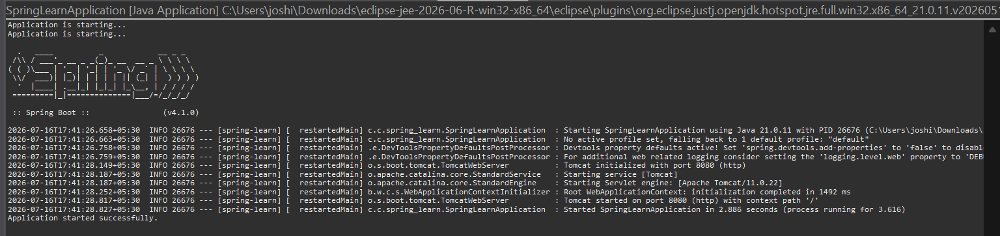 SpringLearnApplication [Java Application] C:\Users\joshi\Downloads\eclipse-jee-2026-06-R-win32-x86_64\eclipse\plugins\org.eclipse.justj.openjdk.hotspot.jre.full.win32.x86_64_21.0.11.v202605
Application is starting...
Application is starting...
Spring
 :: Spring Boot ::                (v4.1.0)
2026-07-16T17:41:26.658+05:30  INFO 26676 --- [spring-learn] [  restartedMain] c.c.spring_learn.SpringLearnApplication  : Starting SpringLearnApplication using Java 21.0.11 with PID 26676 (C:\Users\joshi\Downloads\
2026-07-16T17:41:26.663+05:30  INFO 26676 --- [spring-learn] [  restartedMain] c.c.spring_learn.SpringLearnApplication  : No active profile set, falling back to 1 default profile: "default"
2026-07-16T17:41:26.758+05:30  INFO 26676 --- [spring-learn] [  restartedMain] .e.DevToolsPropertyDefaultsPostProcessor : Devtools property defaults active! Set 'spring.devtools.add-properties' to 'false' to disabl
2026-07-16T17:41:26.759+05:30  INFO 26676 --- [spring-learn] [  restartedMain] .e.DevToolsPropertyDefaultsPostProcessor : For additional web related logging consider setting the 'logging.level.web' property to 'DEB
2026-07-16T17:41:28.149+05:30  INFO 26676 --- [spring-learn] [  restartedMain] o.s.boot.tomcat.TomcatWebServer          : Tomcat initialized with port 8080 (http)
2026-07-16T17:41:28.187+05:30  INFO 26676 --- [spring-learn] [  restartedMain] o.apache.catalina.core.StandardService   : Starting service [Tomcat]
2026-07-16T17:41:28.187+05:30  INFO 26676 --- [spring-learn] [  restartedMain] o.apache.catalina.core.StandardEngine    : Starting Servlet engine: [Apache Tomcat/11.0.22]
2026-07-16T17:41:28.252+05:30  INFO 26676 --- [spring-learn] [  restartedMain] b.w.c.s.WebApplicationContextInitializer : Root WebApplicationContext: initialization completed in 1492 ms
2026-07-16T17:41:28.817+05:30  INFO 26676 --- [spring-learn] [  restartedMain] o.s.boot.tomcat.TomcatWebServer          : Tomcat started on port 8080 (http) with context path '/'
2026-07-16T17:41:28.827+05:30  INFO 26676 --- [spring-learn] [  restartedMain] c.c.spring_learn.SpringLearnApplication  : Started SpringLearnApplication in 2.886 seconds (process running for 3.616)
Application started successfully.